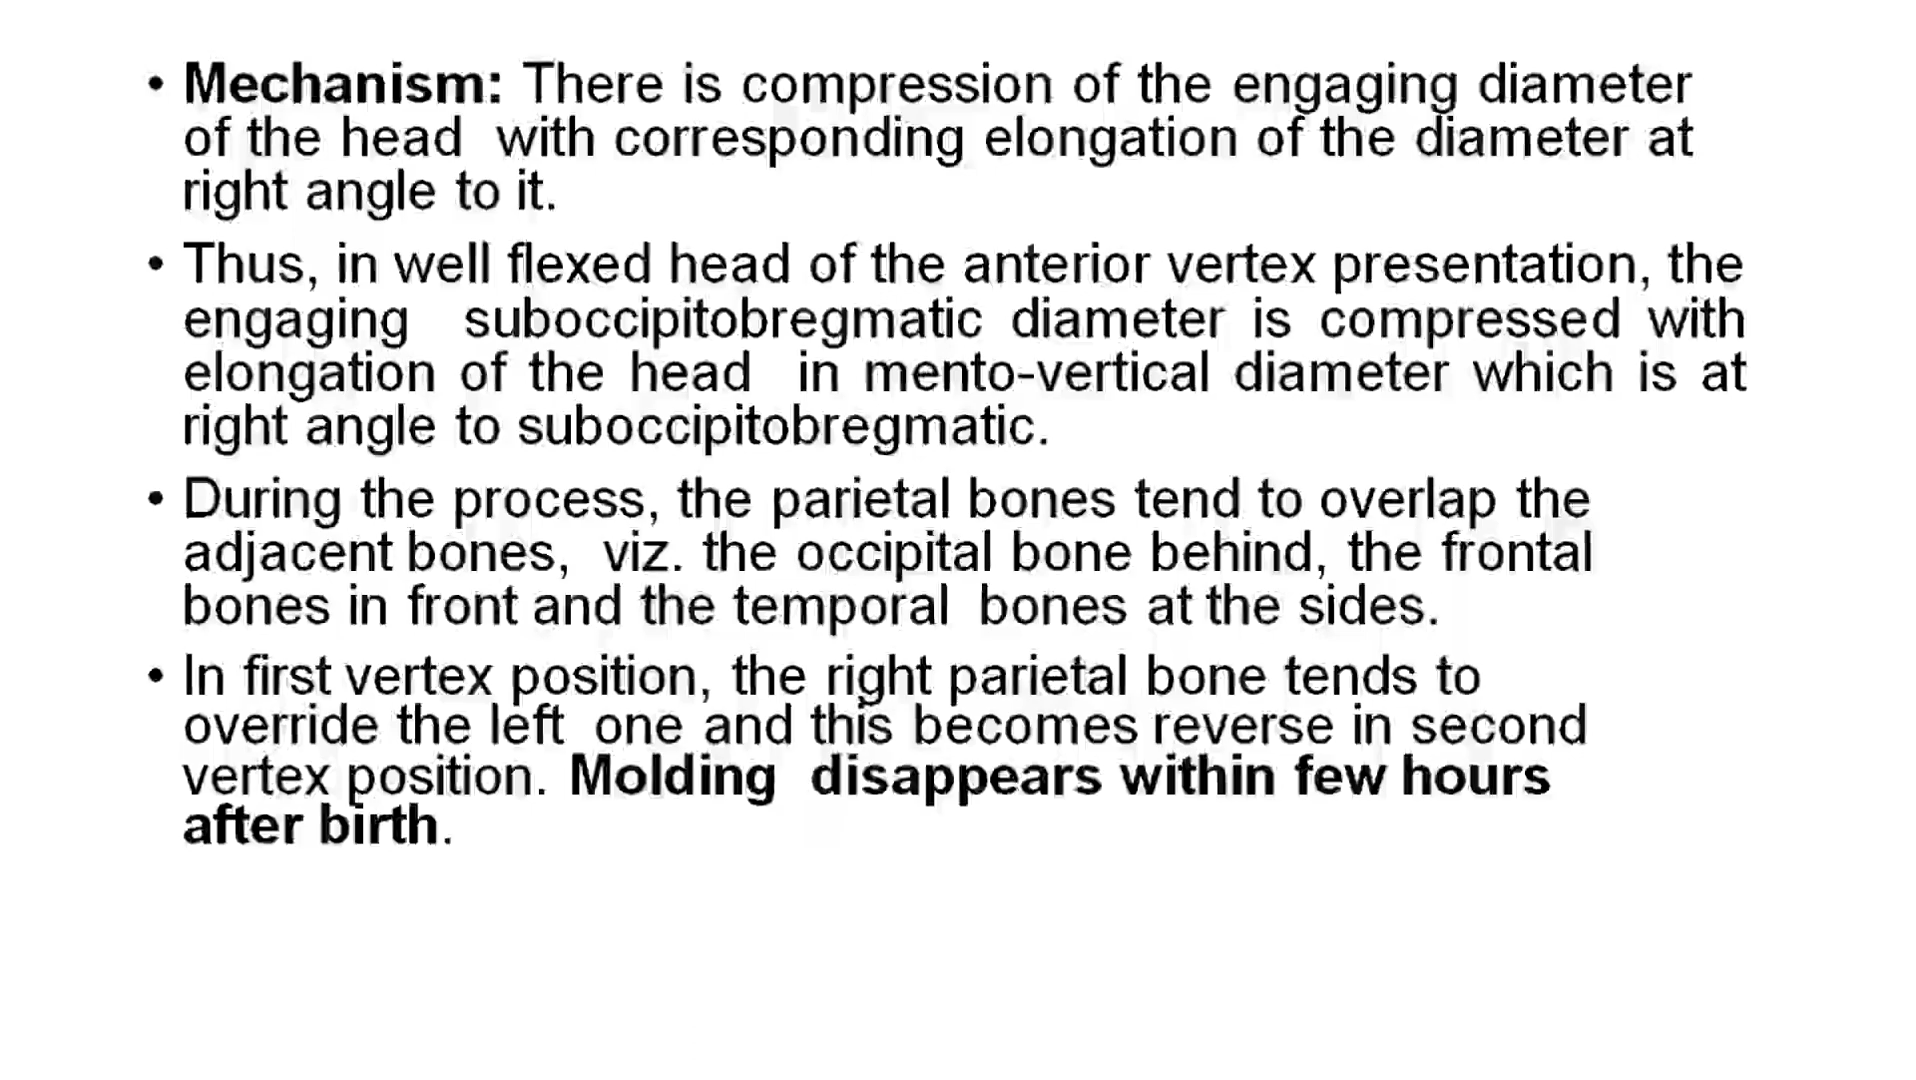 • Mechanism: There is compression of the engaging diameter
of the head with corresponding elongation of the diameter at
right angle to it.
• Thus, in well flexed head of the anterior vertex presentation, the
engaging suboccipitobregmatic diameter is compressed with
elongation of the head in mento-vertical diameter which is at
right angle to suboccipitobregmatic.
• During the process, the parietal bones tend to overlap the
adjacent bones, viz. the occipital bone behind, the frontal
bones in front and the temporal bones at the sides.
• In first vertex position, the right parietal bone tends to
override the left one and this becomes reverse in second
vertex position. Molding disappears within few hours
after birth.